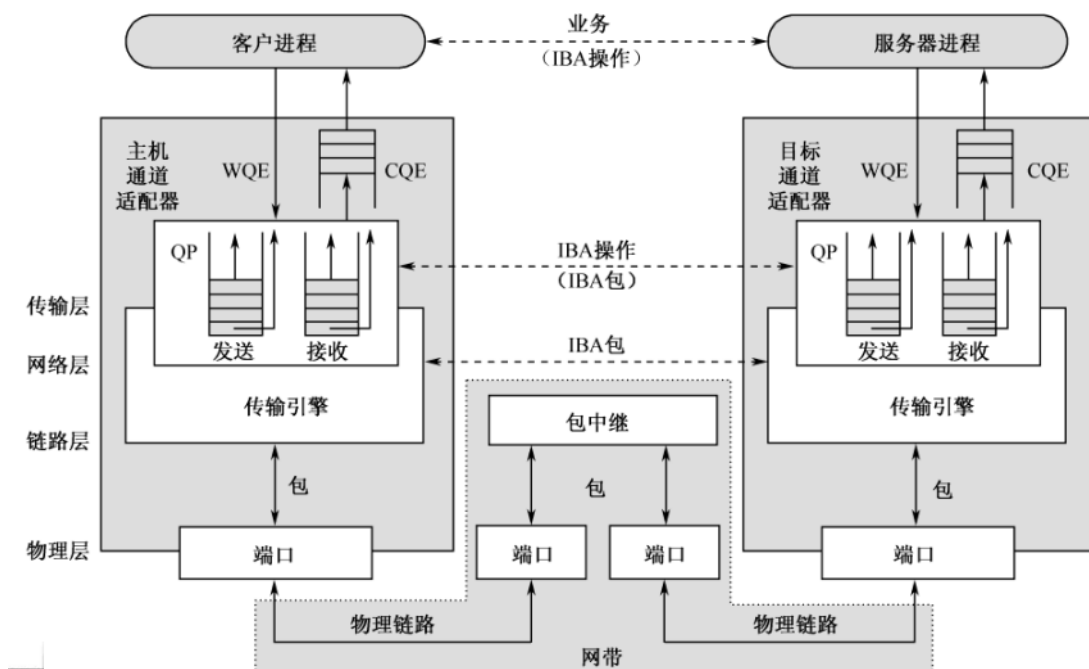 客户进程
业务
（IBA操作）
服务器进程
主机
通道
适配器
WQE
CQE
目标
通道
适配器
WQE
CQE
QP
IBA操作
（IBA包）
QP
传输层
发送
接收
IBA包
发送
接收
网络层
传输引擎
包中继
传输引擎
链路层
包
包
包
物理层
端口
端口
端口
端口
物理链路
物理链路
网带